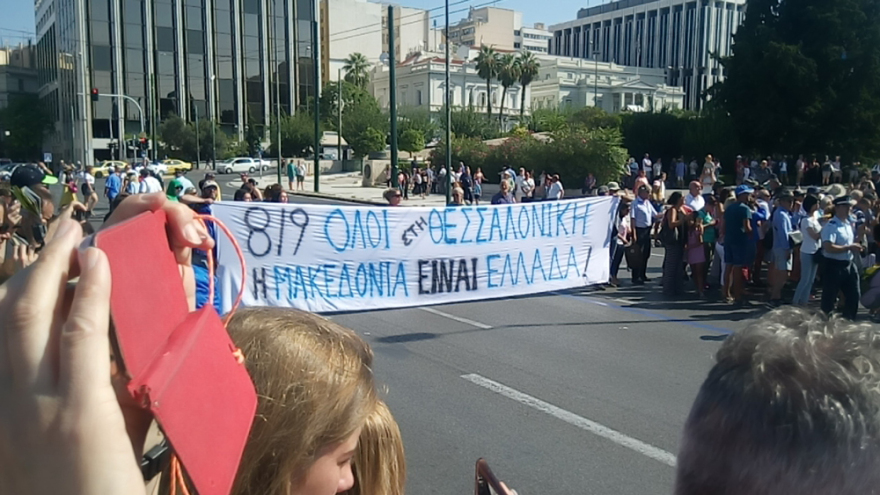 8/9 ΟΛΟΙ ΣΤΗ ΘΕΣΣΑΛΟΝΙΚΗ
Η ΜΑΚΕΔΟΝΙΑ ΕΙΝΑΙ ΕΛΛΑΔΑ!